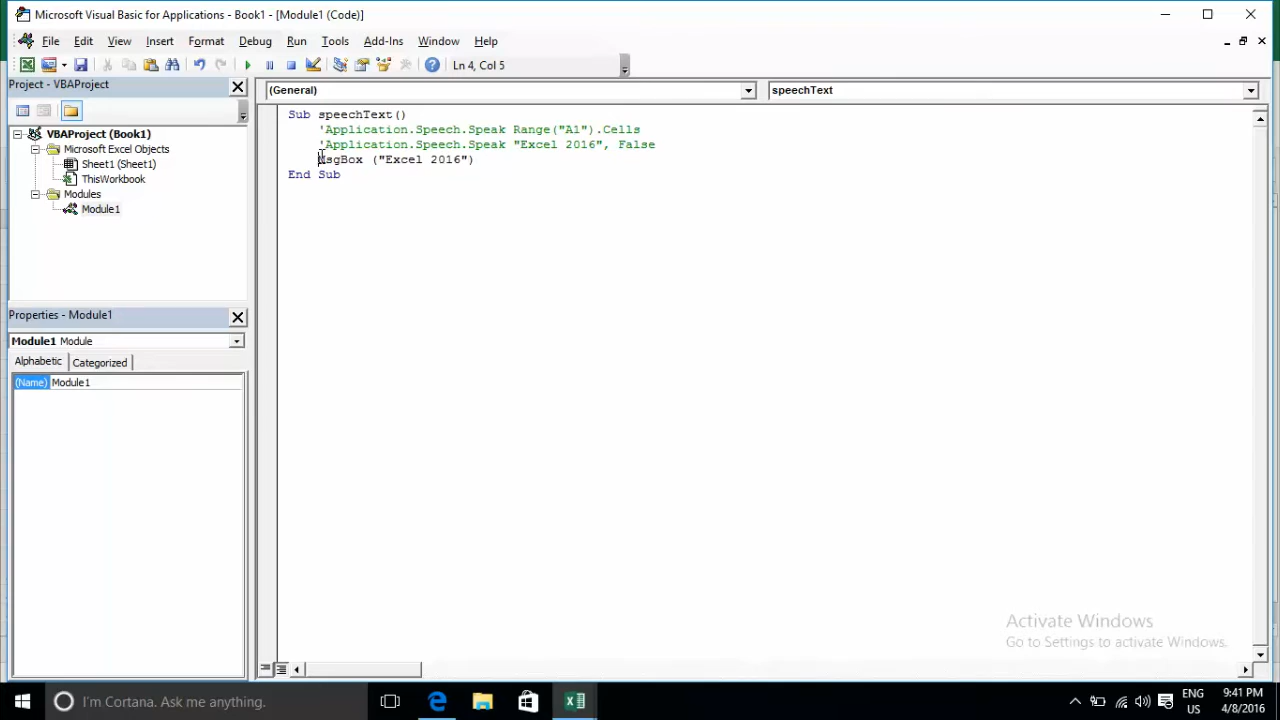 Microsoft Visual Basic for Applications - Book1 - [Module1 (Code)]
File Edit View Insert Format Debug Run Tools Add-Ins Window Help
Ln 4, Col 5
Project - VBAProject
(General)
speechText
VBAProject (Book1)
Microsoft Excel Objects
Sheet1 (Sheet1)
ThisWorkbook
Modules
Module1
Sub speechText()
'Application.Speech.Speak Range("A1").Cells
'Application.Speech.Speak "Excel 2016", False
MsgBox ("Excel 2016")
End Sub
Properties - Module1
Module1 Module
Alphabetic Categorized
(Name) Module1
Activate Windows
Go to Settings to activate Windows.
I'm Cortana. Ask me anything.
ENG
US
9:41 PM
4/8/2016